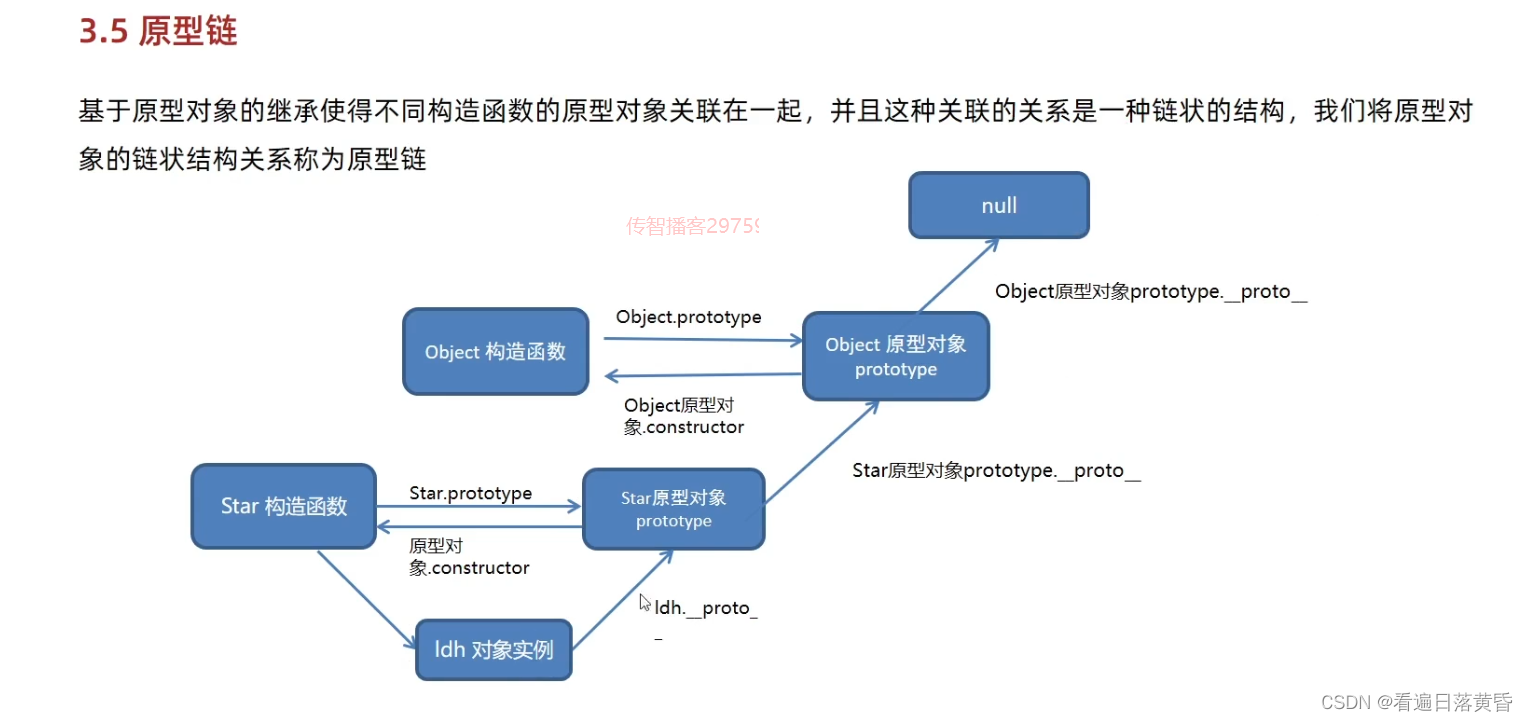 3.5 原型链
基于原型对象的继承使得不同构造函数的原型对象关联在一起，并且这种关联的关系是一种链状的结构，我们将原型对
象的链状结构关系称为原型链
null
传智播客29759
Object原型对象prototype.__proto__
Object.prototype
Object 构造函数
Object 原型对象
prototype
Object原型对
象.constructor
Star原型对象prototype.__proto__
Star 构造函数
Star.prototype
Star原型对象
prototype
原型对
象.constructor
ldh.__proto_
_
ldh 对象实例
CSDN @看遍日落黄昏